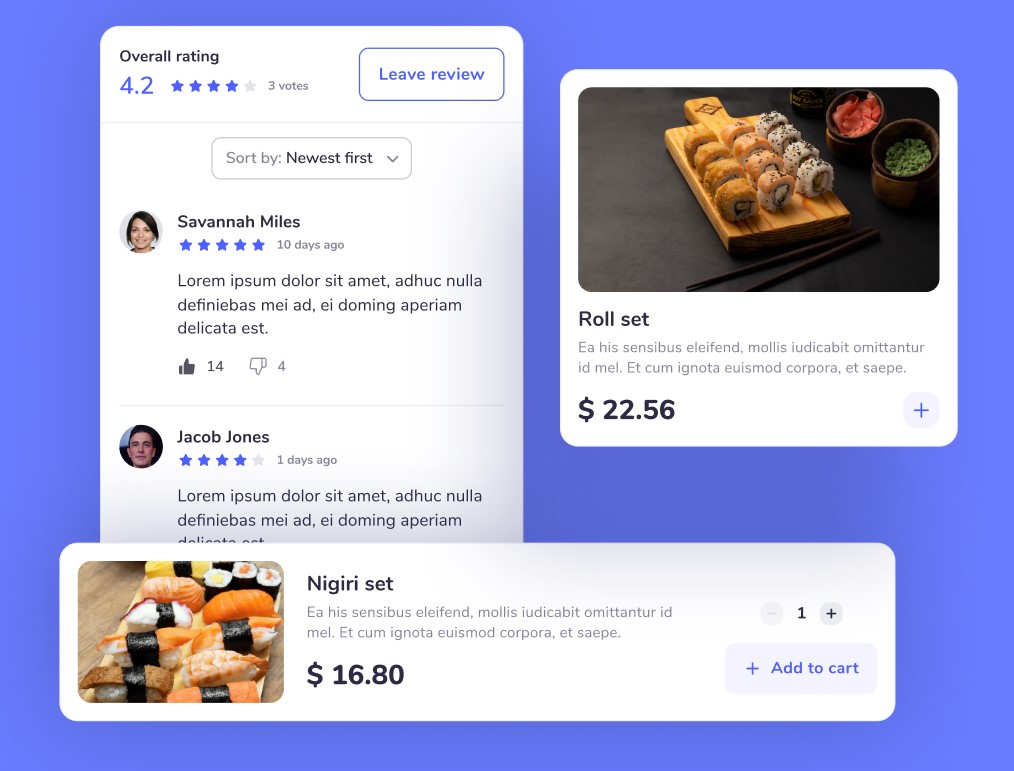 Overall rating
4.2 3 votes
Leave review
Sort by: Newest first
Savannah Miles
10 days ago
Lorem ipsum dolor sit amet, adhuc nulla
definiebas mei ad, ei doming aperiam
delicata est.
14 4
Jacob Jones
1 days ago
Lorem ipsum dolor sit amet, adhuc nulla
definiebas mei ad, ei doming aperiam
delicata est
SOY SAUCE
Roll set
Ea his sensibus eleifend, mollis iudicabit omittantur
id mel. Et cum ignota euismod corpora, et saepe.
$ 22.56
+
Nigiri set
Ea his sensibus eleifend, mollis iudicabit omittantur id
mel. Et cum ignota euismod corpora, et saepe.
$ 16.80
− 1 +
+ Add to cart